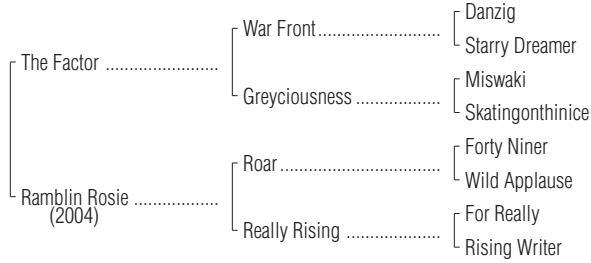 Danzig
War Front
Starry Dreamer
The Factor
Miswaki
Greyciousness
Skatingonthinice
Forty Niner
Roar
Wild Applause
Ramblin Rosie
(2004)
For Really
Really Rising
Rising Writer